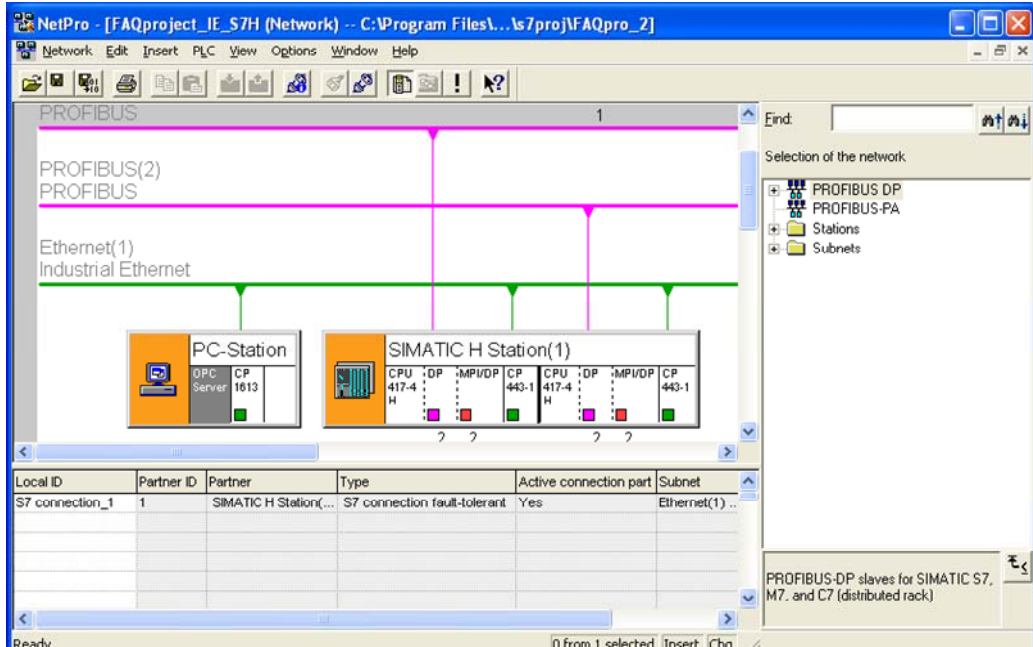 NetPro - [FAQproject_IE_S7H (Network) -- C:\Program Files\...\s7proj\FAQpro_2]
Network Edit Insert PLC View Options Window Help
PROFIBUS 1
PROFIBUS(2)
PROFIBUS
Ethernet(1)
Industrial Ethernet
PC-Station
OPC Server
CP 1613
SIMATIC H Station(1)
CPU 417-4 H
DP
MPI/DP
CP 443-1
CPU 417-4 H
DP
MPI/DP
CP 443-1
2 2 2 2
Find:
Selection of the network
PROFIBUS DP
PROFIBUS-PA
Stations
Subnets
Local ID Partner ID Partner Type Active connection part Subnet
S7 connection_1 1 SIMATIC H Station(... S7 connection fault-tolerant Yes Ethernet(1) ..
PROFIBUS-DP slaves for SIMATIC S7,
M7, and C7 (distributed rack)
Ready 0 from 1 selected Insert Chg